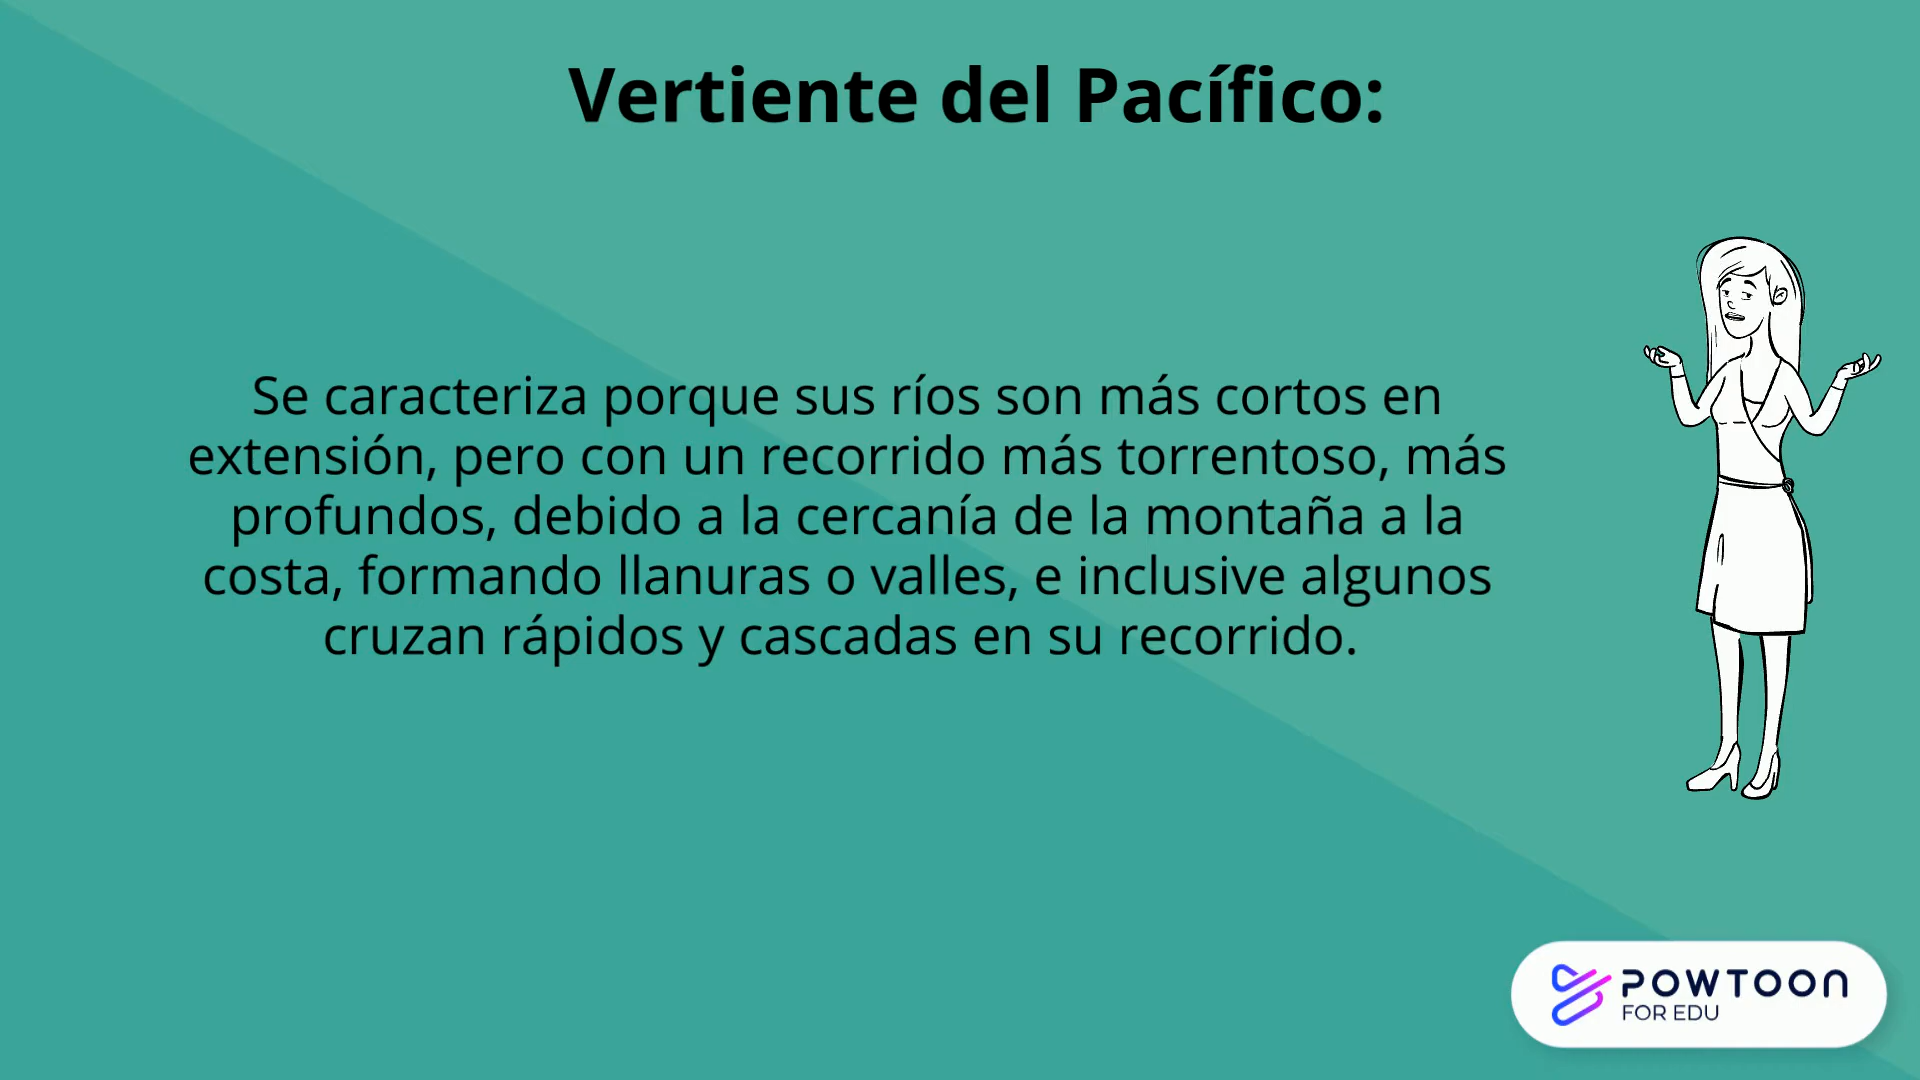 Vertiente del Pacífico:
Se caracteriza porque sus ríos son más cortos en
extensión, pero con un recorrido más torrentoso, más
profundos, debido a la cercanía de la montaña a la
costa, formando llanuras o valles, e inclusive algunos
cruzan rápidos y cascadas en su recorrido.
POWTOON
FOR EDU